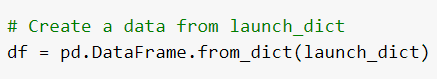 # Create a data from launch_dict
df = pd.DataFrame.from_dict(launch_dict)